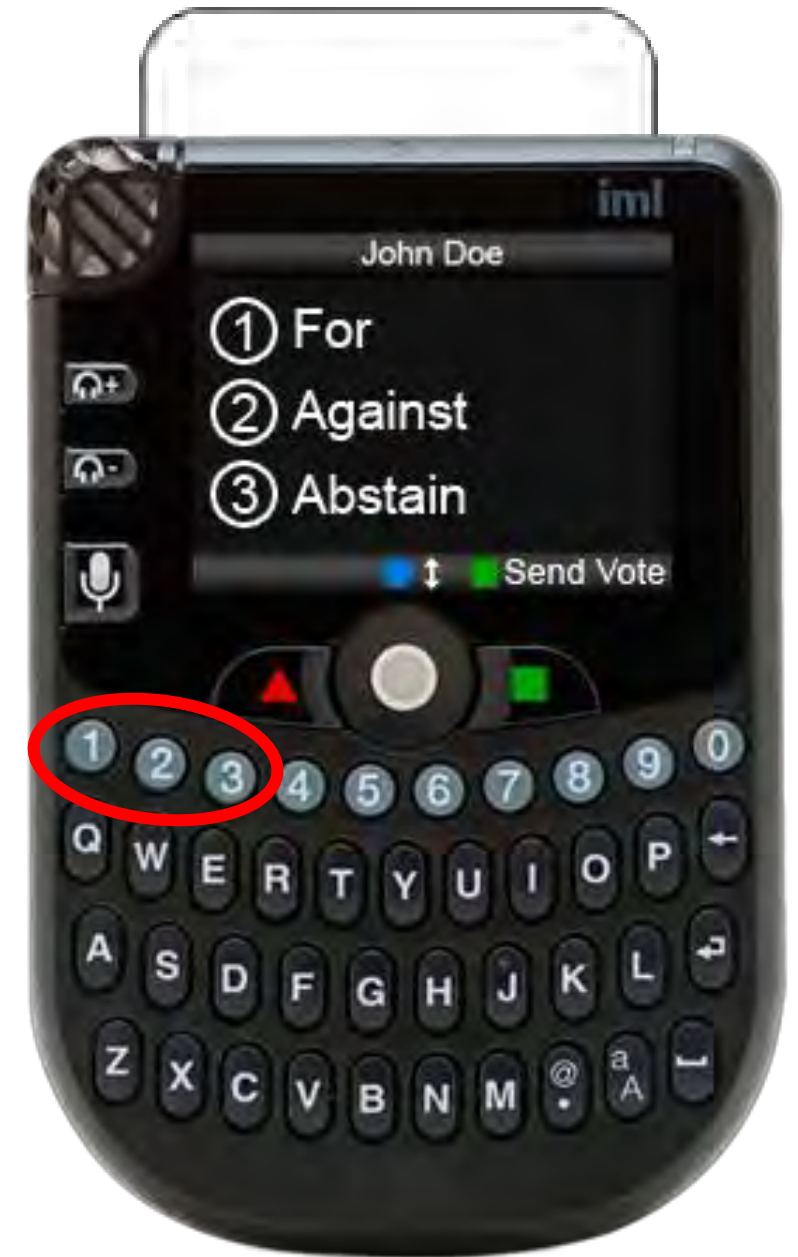 iml
John Doe
1 For
2 Against
3 Abstain
Send Vote
1 2 3 4 5 6 7 8 9 0
Q W E R T Y U I O P
A S D F G H J K L
Z X C V B N M @ . a A